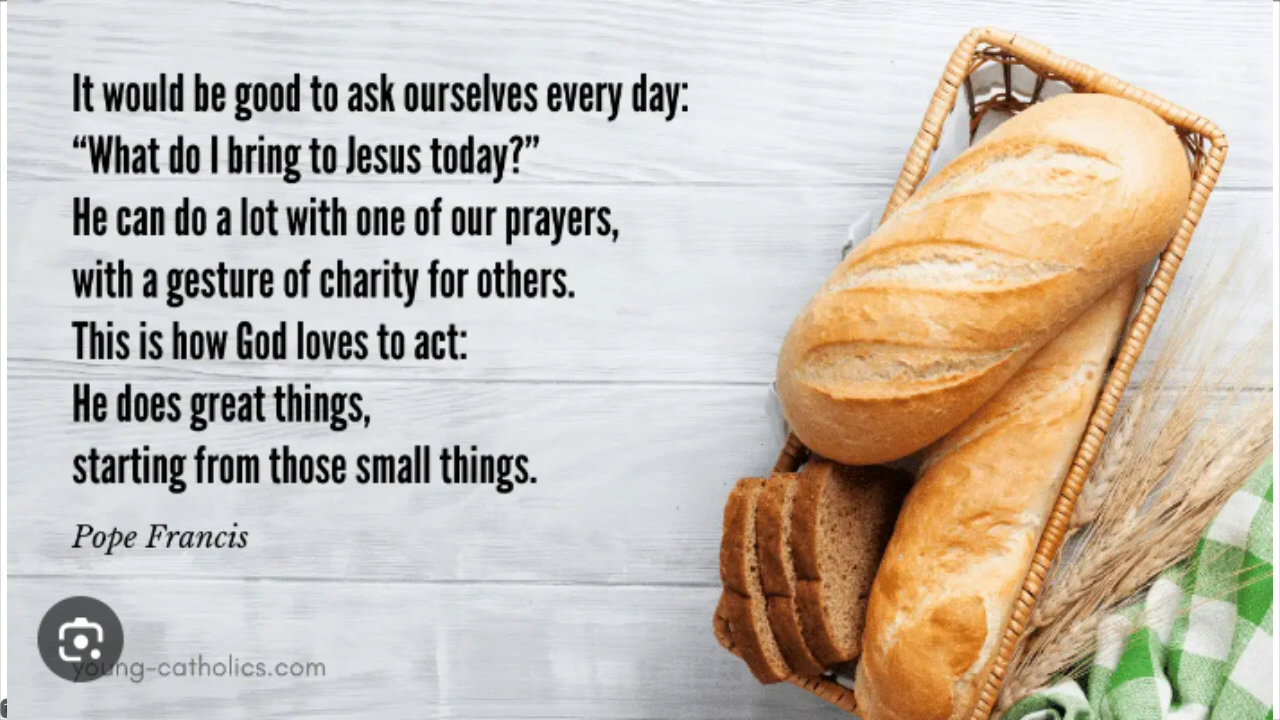 It would be good to ask ourselves every day:
“What do I bring to Jesus today?”
He can do a lot with one of our prayers,
with a gesture of charity for others.
This is how God loves to act:
He does great things,
starting from those small things.
Pope Francis
young-catholics.com